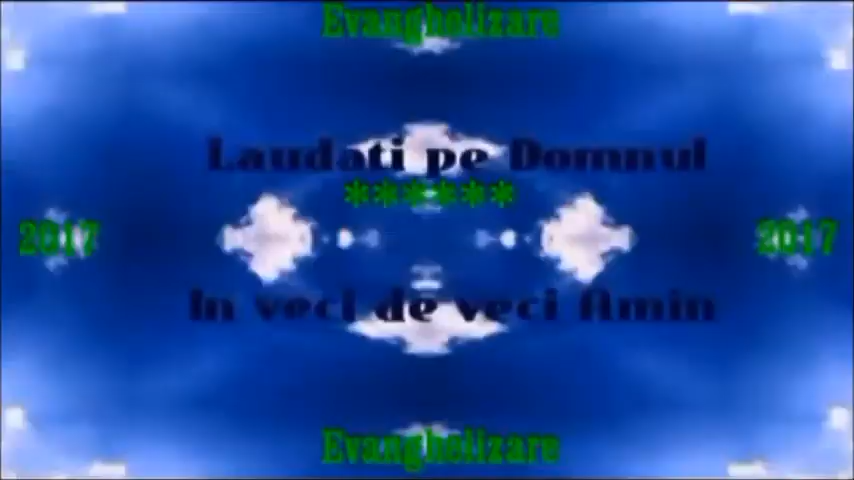 Evanghelizare
Laudati pe Domnul
******
2017 2017
In veci de veci Amin
Evanghelizare